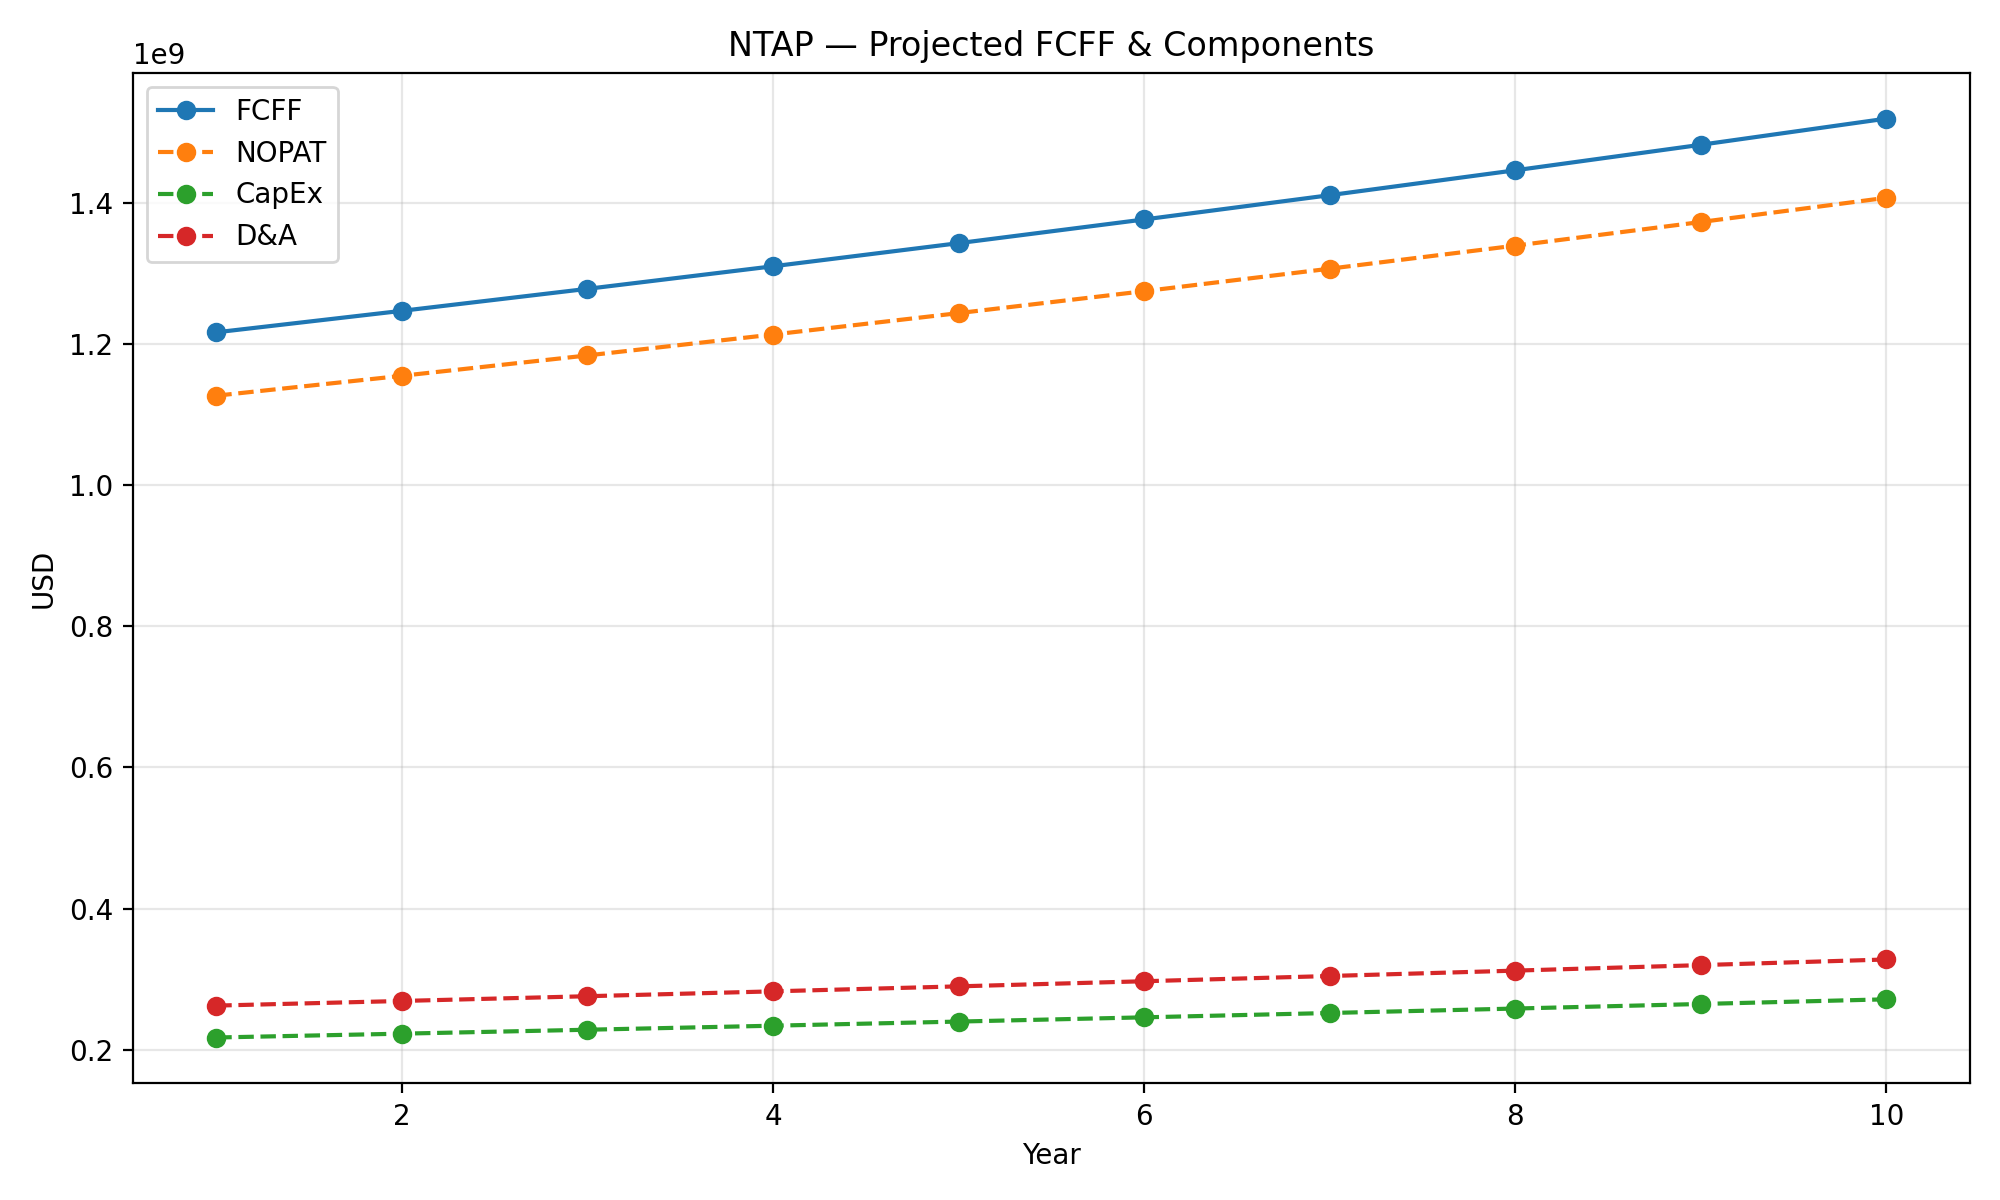 NTAP — Projected FCFF & Components
1e9
FCFF
NOPAT
CapEx
D&A
1.4
1.2
1.0
0.8
0.6
0.4
0.2
USD
2 4 6 8 10
Year